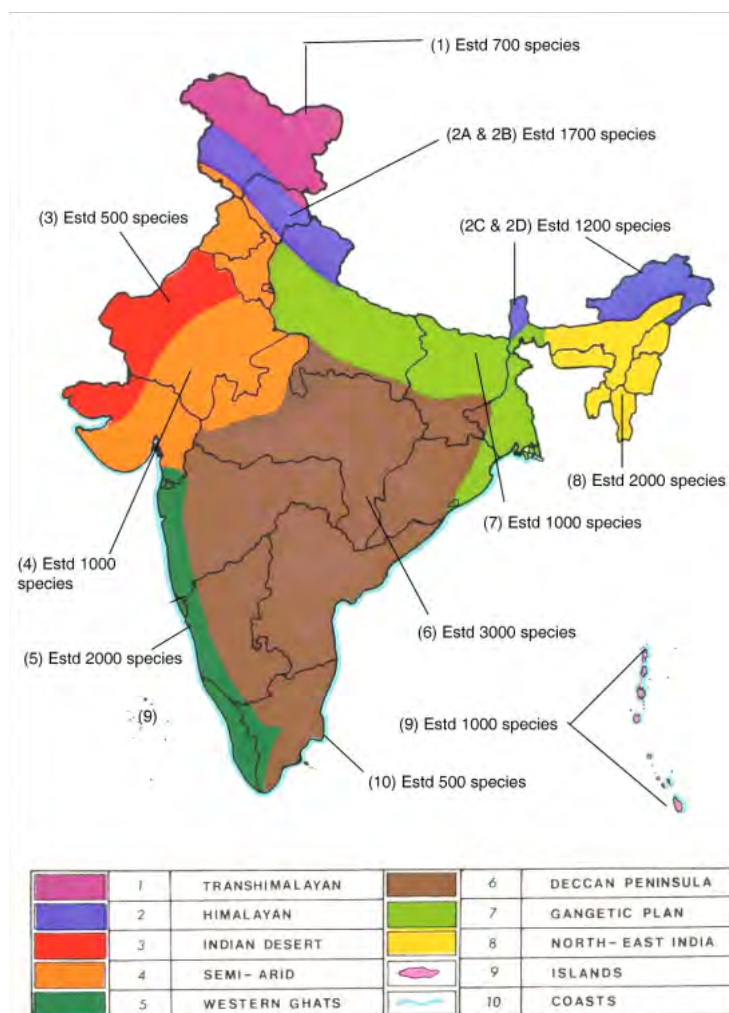 (1) Estd 700 species
(2A & 2B) Estd 1700 species
(3) Estd 500 species
(2C & 2D) Estd 1200 species
(8) Estd 2000 species
(7) Estd 1000 species
(4) Estd 1000
species
(6) Estd 3000 species
(5) Estd 2000 species
(9)
(9) Estd 1000 species
(10) Estd 500 species
1 TRANSHIMALAYAN 6 DECCAN PENINSULA
2 HIMALAYAN 7 GANGETIC PLAN
3 INDIAN DESERT 8 NORTH-EAST INDIA
4 SEMI-ARID 9 ISLANDS
5 WESTERN GHATS 10 COASTS